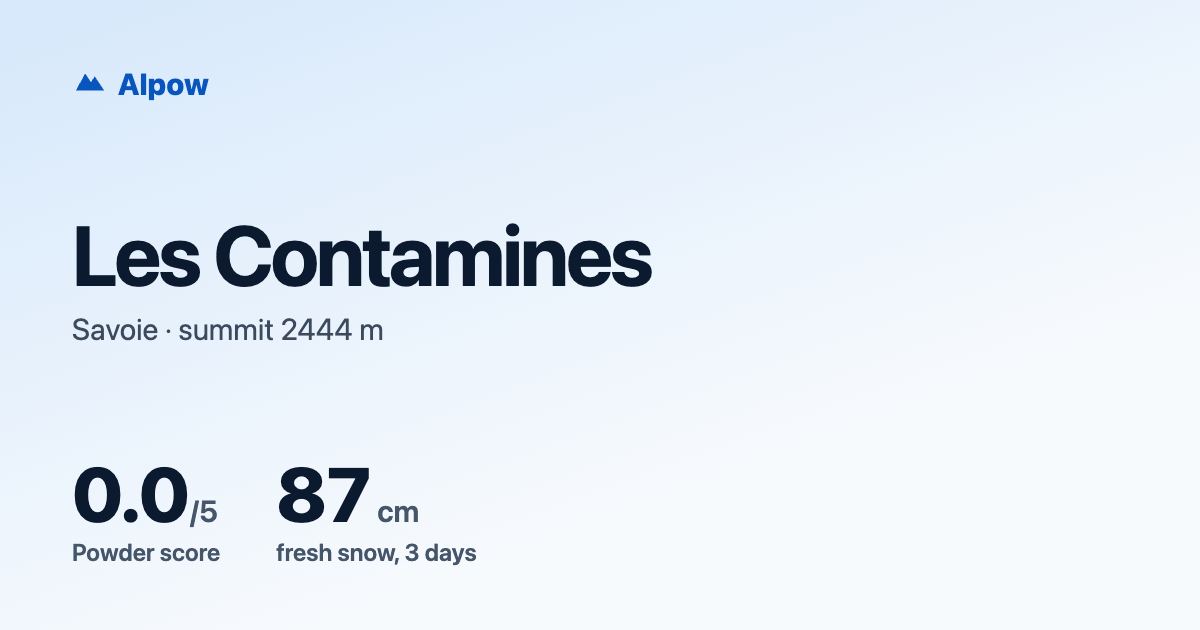 Alpow
Les Contamines
Savoie · summit 2444 m
0.0/5 87 cm
Powder score fresh snow, 3 days